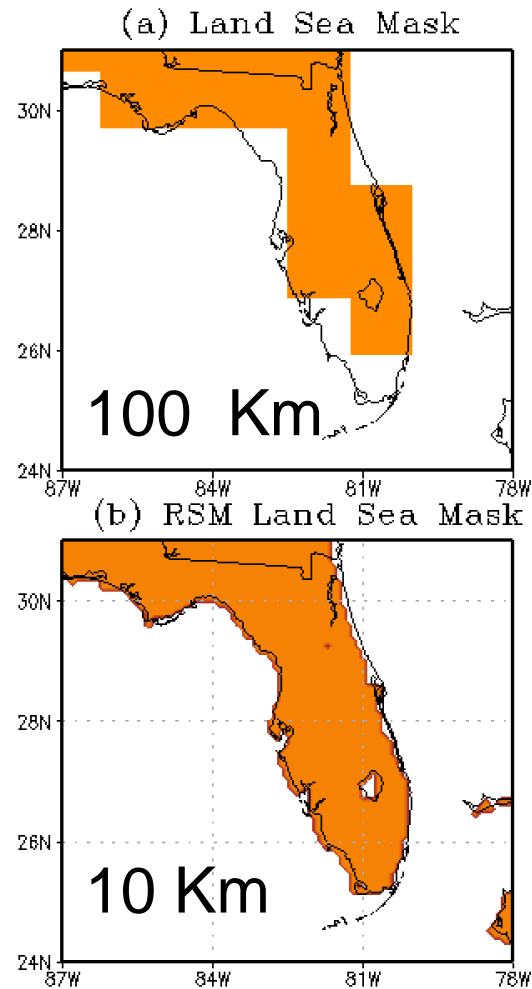 (a) Land Sea Mask
30N
28N
26N
24N
100 Km
87W 84W 81W 78W
(b) RSM Land Sea Mask
30N
28N
26N
24N
10 Km
87W 84W 81W 78W